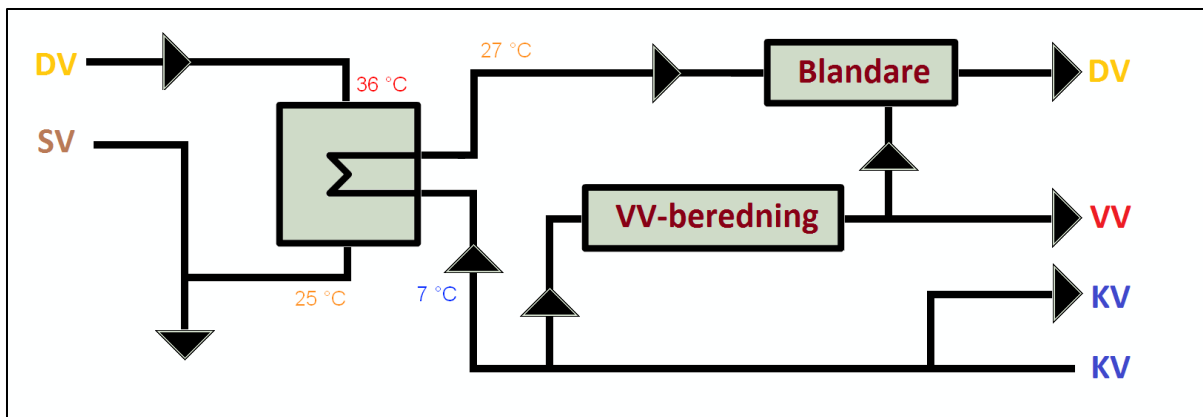 27 °C
DV
Blandare
DV
36 °C
SV
VV-beredning
VV
25 °C
7 °C
KV
KV